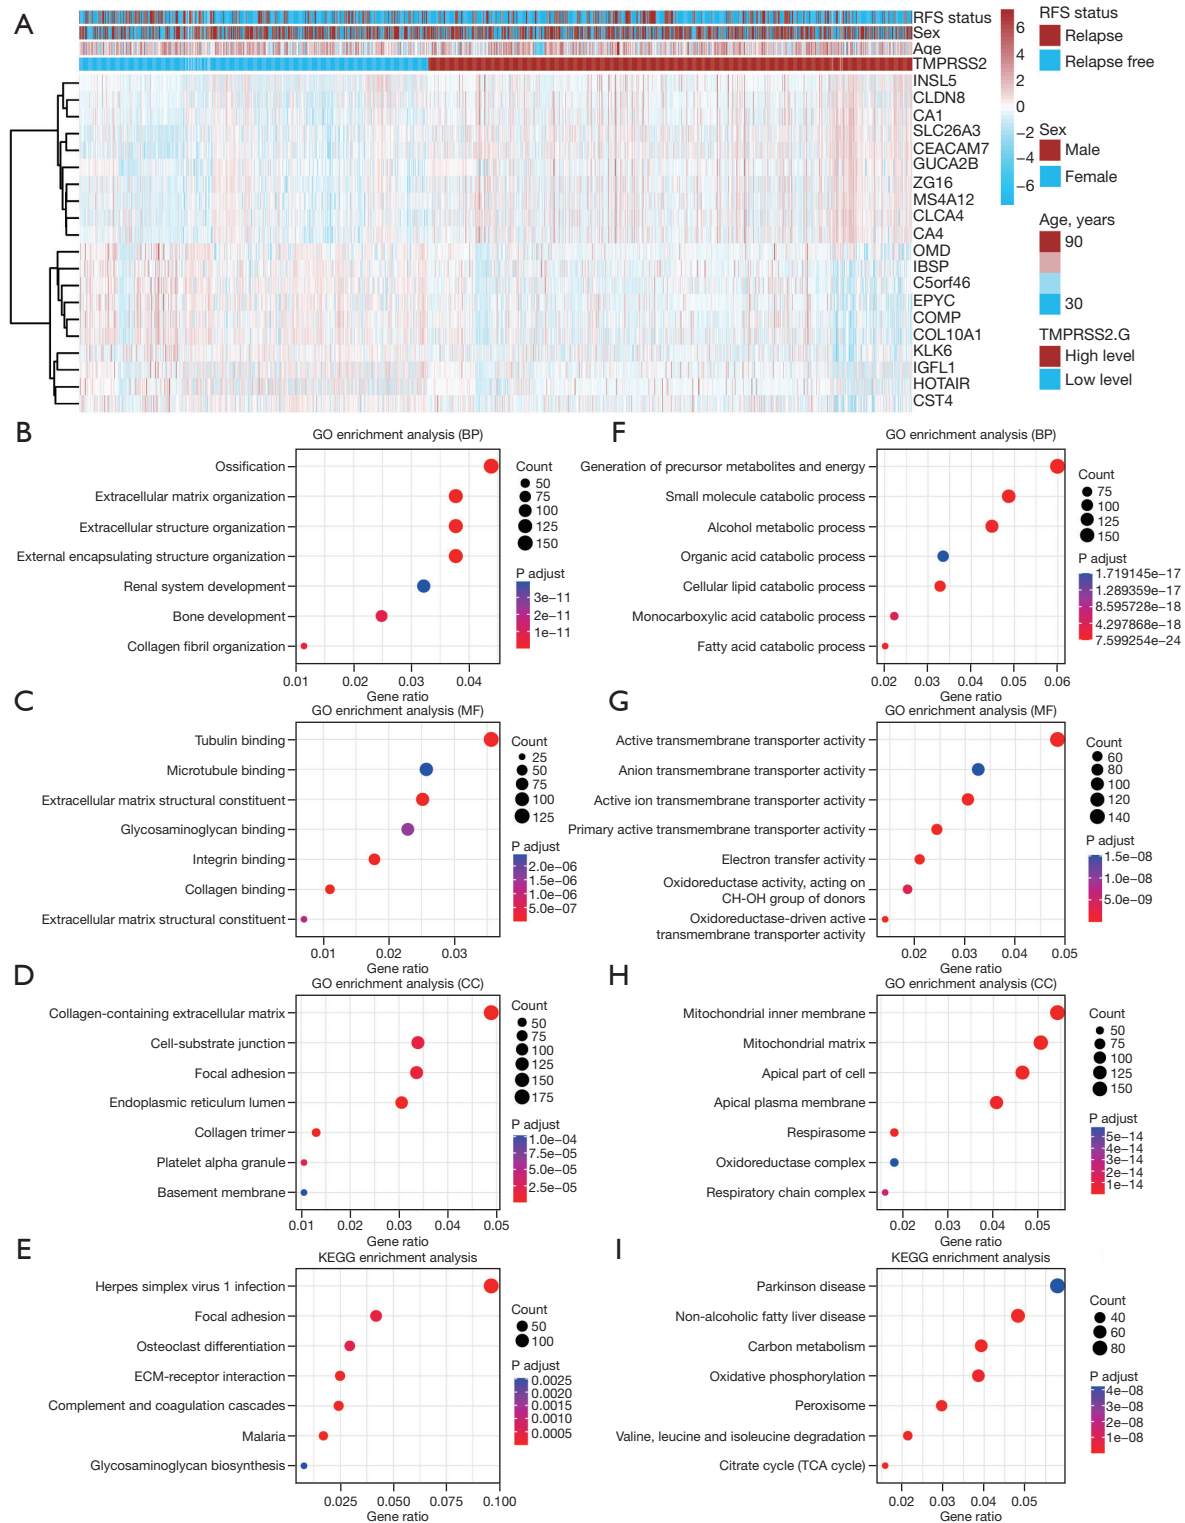 A
RFS status
Sex
Age
TMPRSS2
INSL5
CLDN8
CA1
SLC26A3
CEACAM7
GUCA2B
ZG16
MS4A12
CLCA4
CA4
OMD
IBSP
C5orf46
EPYC
COMP
COL10A1
KLK6
IGFL1
HOTAIR
CST4
6
4
2
0
−2
−4
−6
RFS status
Relapse
Relapse free
Sex
Male
Female
Age, years
90
30
TMPRSS2.G
High level
Low level
B
GO enrichment analysis (BP)
Ossification
Extracellular matrix organization
Extracellular structure organization
External encapsulating structure organization
Renal system development
Bone development
Collagen fibril organization
0.01 0.02 0.03 0.04
Gene ratio
Count
50
75
100
125
150
P adjust
3e−11
2e−11
1e−11
F
GO enrichment analysis (BP)
Generation of precursor metabolites and energy
Small molecule catabolic process
Alcohol metabolic process
Organic acid catabolic process
Cellular lipid catabolic process
Monocarboxylic acid catabolic process
Fatty acid catabolic process
0.02 0.03 0.04 0.05 0.06
Gene ratio
Count
75
100
125
150
P adjust
1.719145e−17
1.289359e−17
8.595728e−18
4.297868e−18
7.599254e−24
C
GO enrichment analysis (MF)
Tubulin binding
Microtubule binding
Extracellular matrix structural constituent
Glycosaminoglycan binding
Integrin binding
Collagen binding
Extracellular matrix structural constituent
0.01 0.02 0.03
Gene ratio
Count
25
50
75
100
125
P adjust
2.0e−06
1.5e−06
1.0e−06
5.0e−07
G
GO enrichment analysis (MF)
Active transmembrane transporter activity
Anion transmembrane transporter activity
Active ion transmembrane transporter activity
Primary active transmembrane transporter activity
Electron transfer activity
Oxidoreductase activity, acting on
CH-OH group of donors
Oxidoreductase-driven active
transmembrane transporter activity
0.02 0.03 0.04 0.05
Gene ratio
Count
60
80
100
120
140
P adjust
1.5e−08
1.0e−08
5.0e−09
D
GO enrichment analysis (CC)
Collagen-containing extracellular matrix
Cell-substrate junction
Focal adhesion
Endoplasmic reticulum lumen
Collagen trimer
Platelet alpha granule
Basement membrane
0.01 0.02 0.03 0.04 0.05
Gene ratio
Count
50
75
100
125
150
175
P adjust
1.0e−04
7.5e−05
5.0e−05
2.5e−05
H
GO enrichment analysis (CC)
Mitochondrial inner membrane
Mitochondrial matrix
Apical part of cell
Apical plasma membrane
Respirasome
Oxidoreductase complex
Respiratory chain complex
0.02 0.03 0.04 0.05
Gene ratio
Count
50
75
100
125
150
P adjust
5e−14
4e−14
3e−14
2e−14
1e−14
E
KEGG enrichment analysis
Herpes simplex virus 1 infection
Focal adhesion
Osteoclast differentiation
ECM-receptor interaction
Complement and coagulation cascades
Malaria
Glycosaminoglycan biosynthesis
0.025 0.050 0.075 0.100
Gene ratio
Count
50
100
P adjust
0.0025
0.0020
0.0015
0.0010
0.0005
I
KEGG enrichment analysis
Parkinson disease
Non-alcoholic fatty liver disease
Carbon metabolism
Oxidative phosphorylation
Peroxisome
Valine, leucine and isoleucine degradation
Citrate cycle (TCA cycle)
0.02 0.03 0.04 0.05
Gene ratio
Count
40
60
80
P adjust
4e−08
3e−08
2e−08
1e−08